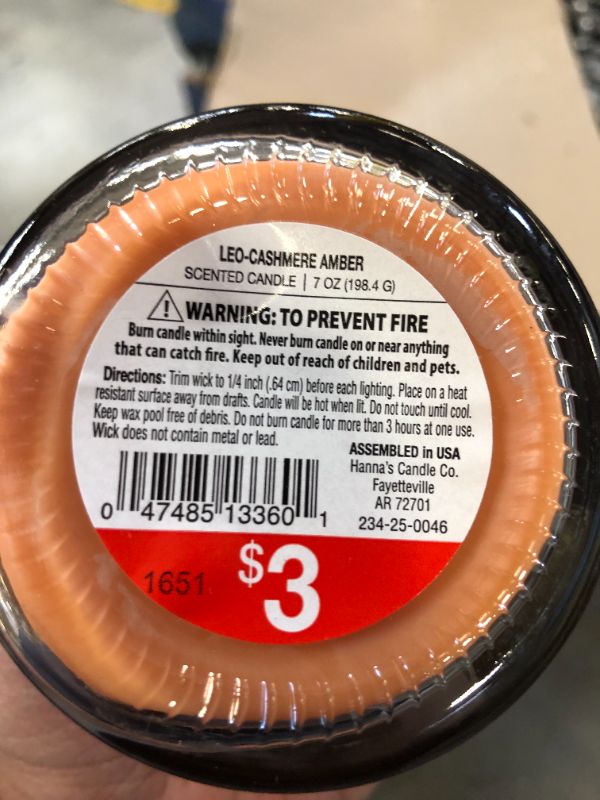 LEO-CASHMERE AMBER
SCENTED CANDLE | 7 OZ (198.4 G)
WARNING: TO PREVENT FIRE
Burn candle within sight. Never burn candle on or near anything
that can catch fire. Keep out of reach of children and pets.
Directions: Trim wick to 1/4 inch (.64 cm) before each lighting. Place on a heat
resistant surface away from drafts. Candle will be hot when lit. Do not touch until cool.
Keep wax pool free of debris. Do not burn candle for more than 3 hours at one use.
Wick does not contain metal or lead.
ASSEMBLED in USA
Hanna's Candle Co.
Fayetteville
AR 72701
234-25-0046
0 47485 13360 1
1651 $3